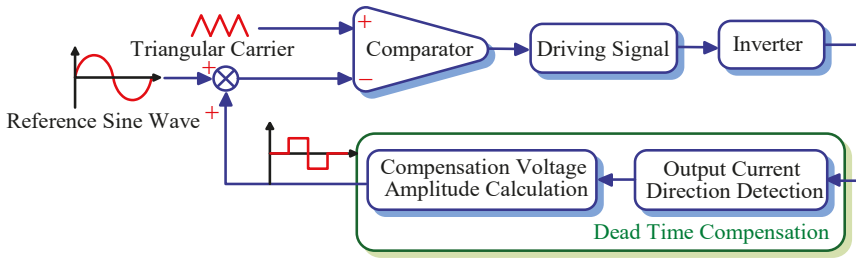 Triangular Carrier
+
Comparator
−
Driving Signal
Inverter
+
Reference Sine Wave
+
Compensation Voltage
Amplitude Calculation
Output Current
Direction Detection
Dead Time Compensation